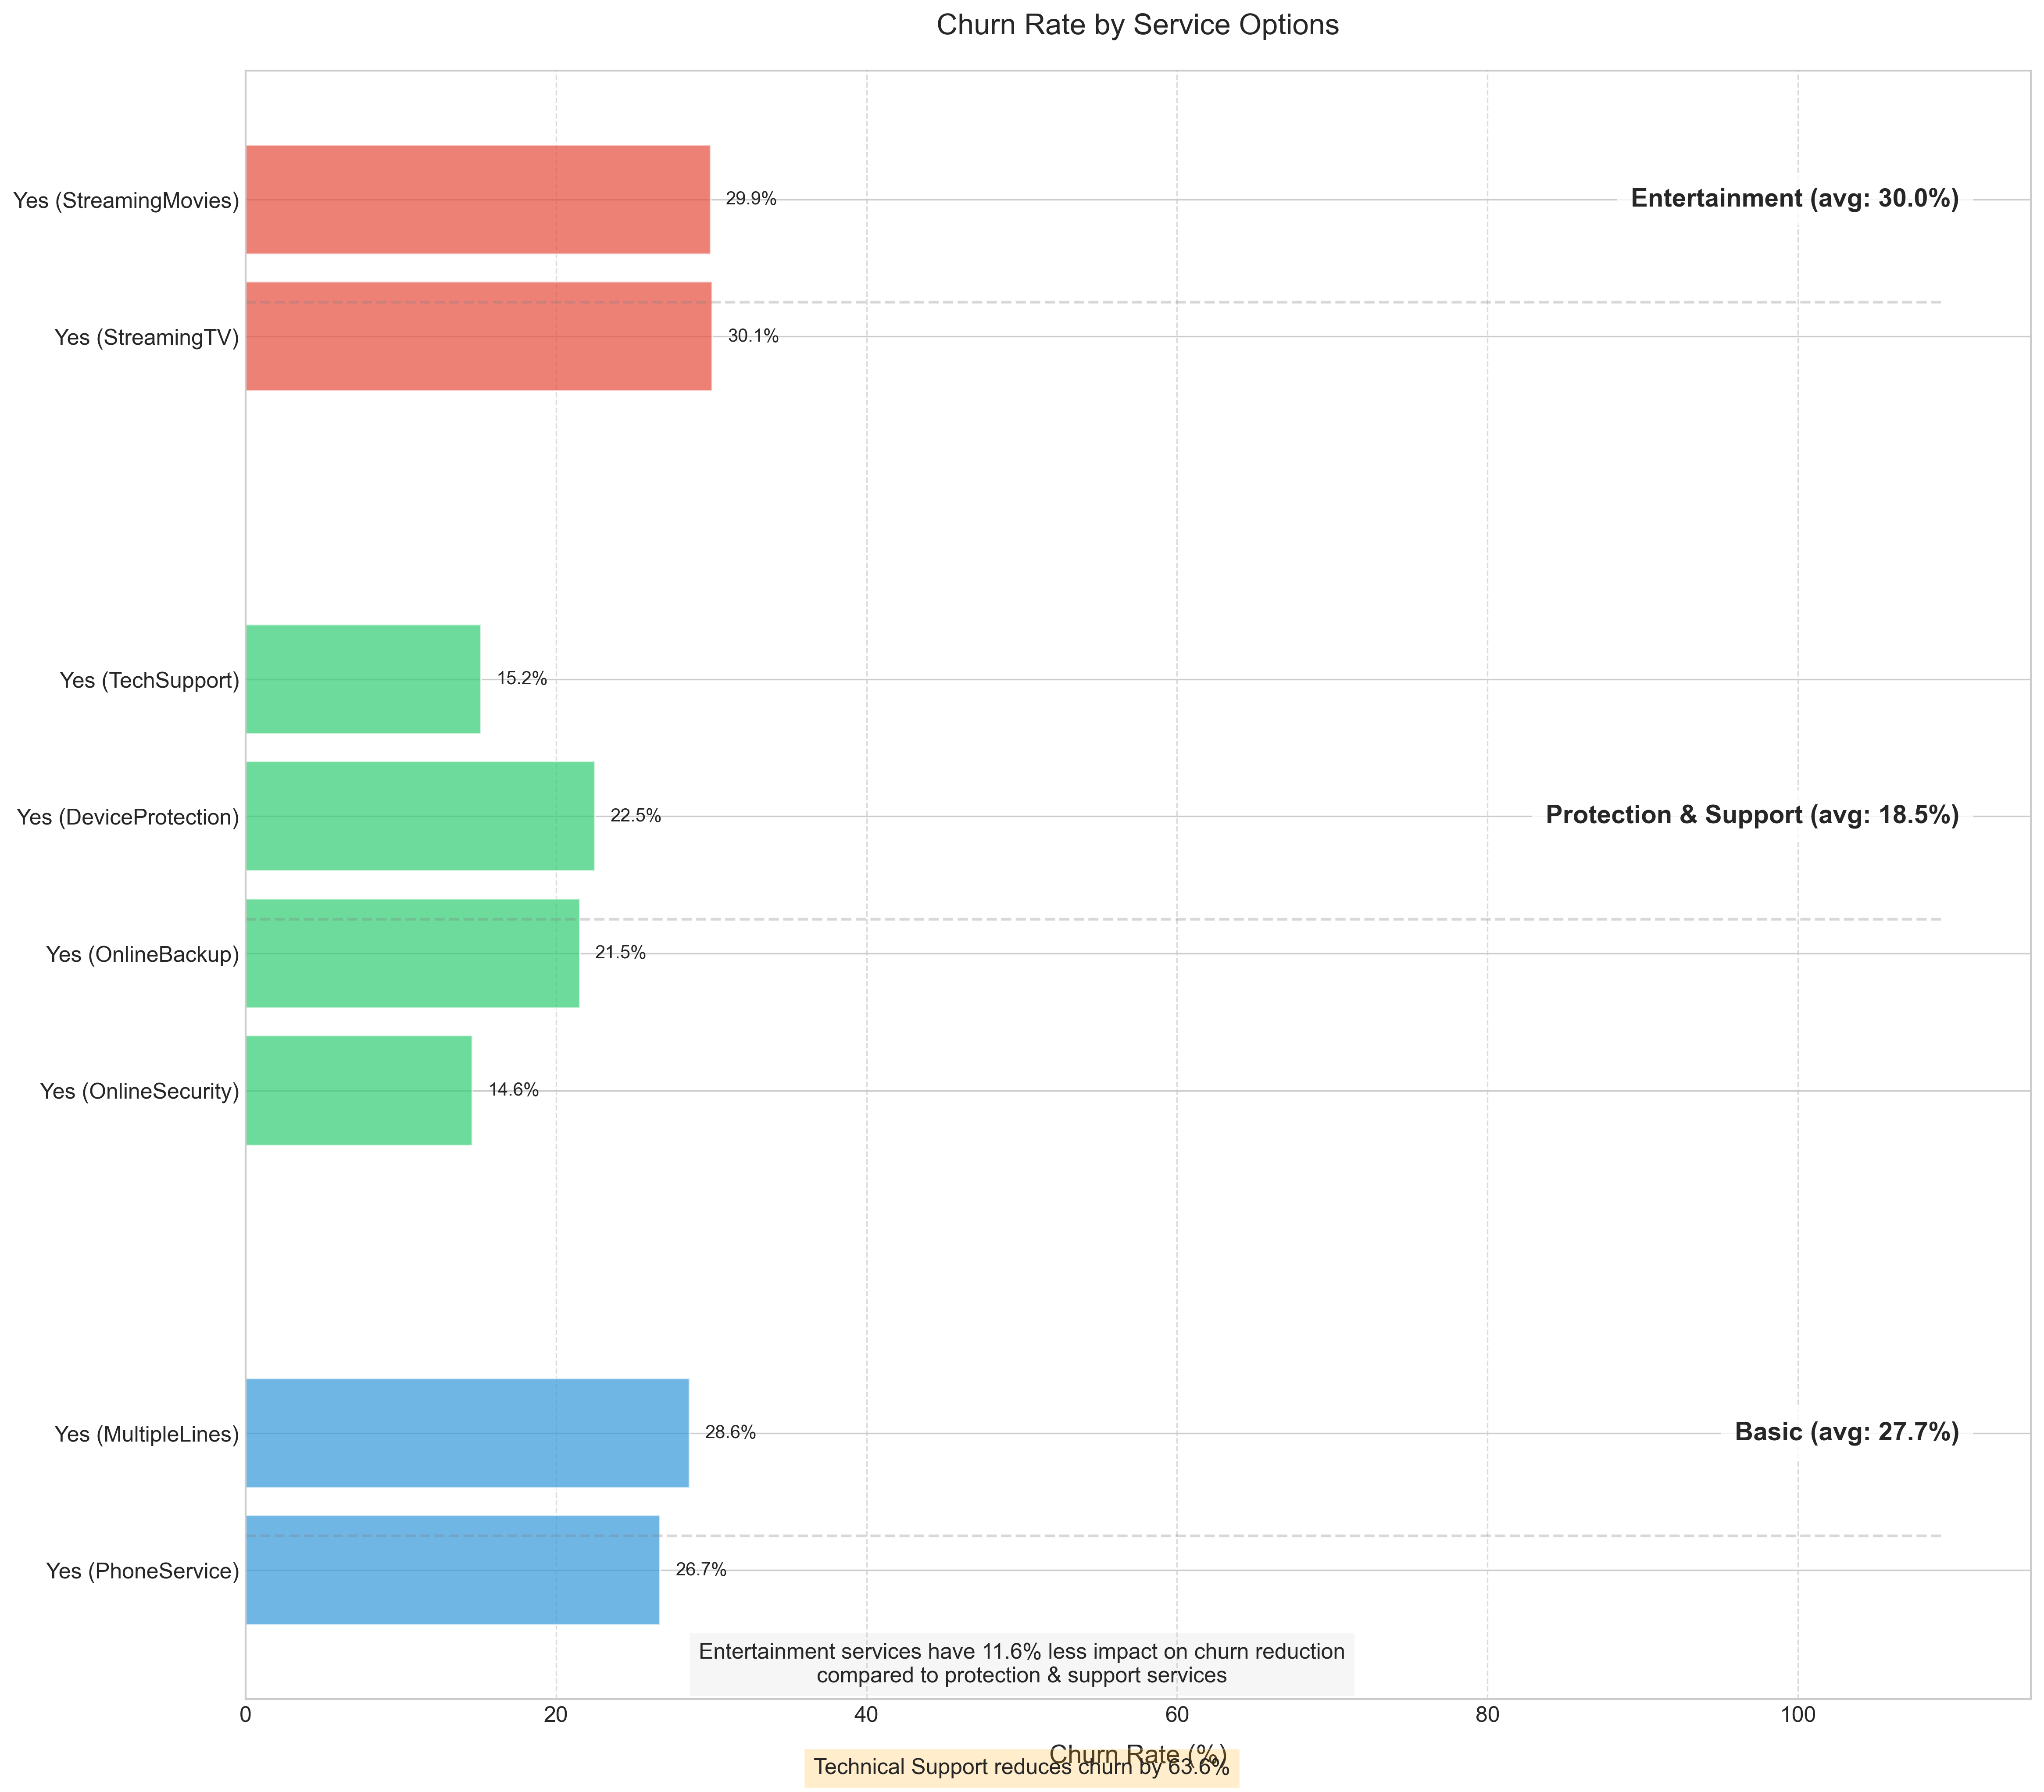 Churn Rate by Service Options
Yes (StreamingMovies)
29.9%
Entertainment (avg: 30.0%)
Yes (StreamingTV)
30.1%
Yes (TechSupport)
15.2%
Yes (DeviceProtection)
22.5%
Protection & Support (avg: 18.5%)
Yes (OnlineBackup)
21.5%
Yes (OnlineSecurity)
14.6%
Yes (MultipleLines)
28.6%
Basic (avg: 27.7%)
Yes (PhoneService)
26.7%
Entertainment services have 11.6% less impact on churn reduction
compared to protection & support services
0 20 40 60 80 100
Churn Rate (%)
Technical Support reduces churn by 63.6%